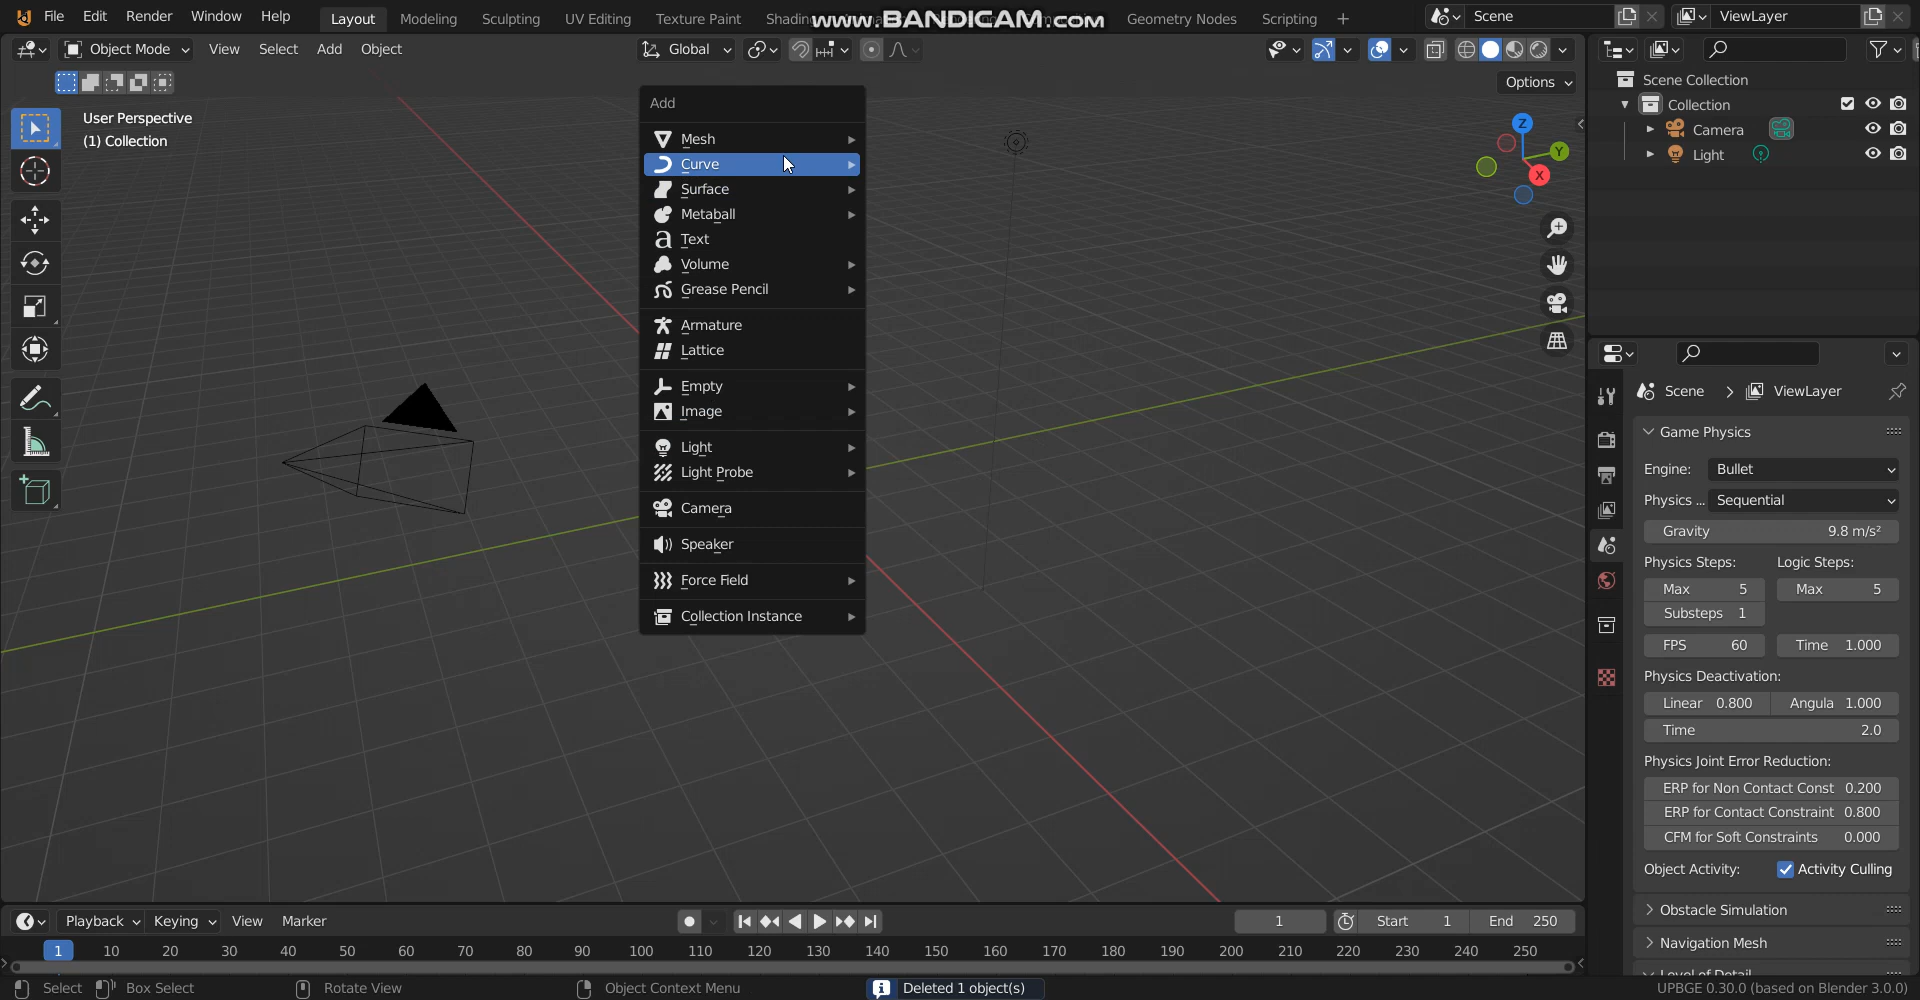 File Edit Render Window Help Layout Modeling Sculpting UV Editing Texture Paint Shading www.BANDICAM.com Geometry Nodes Scripting + Scene ViewLayer
Object Mode View Select Add Object Global
Options
User Perspective
(1) Collection
Add
Mesh
Curve
Surface
Metaball
Text
Volume
Grease Pencil
Armature
Lattice
Empty
Image
Light
Light Probe
Camera
Speaker
Force Field
Collection Instance
Z
Y
X
Scene Collection
Collection
Camera
Light
Scene > ViewLayer
Game Physics
Engine: Bullet
Physics ... Sequential
Gravity 9.8 m/s²
Physics Steps: Logic Steps:
Max 5 Max 5
Substeps 1
FPS 60 Time 1.000
Physics Deactivation:
Linear 0.800 Angula 1.000
Time 2.0
Physics Joint Error Reduction:
ERP for Non Contact Const 0.200
ERP for Contact Constraint 0.800
CFM for Soft Constraints 0.000
Object Activity: Activity Culling
Obstacle Simulation
Navigation Mesh
Level of Detail
Playback Keying View Marker 1 Start 1 End 250
1 10 20 30 40 50 60 70 80 90 100 110 120 130 140 150 160 170 180 190 200 210 220 230 240 250
Select Box Select Rotate View Object Context Menu Deleted 1 object(s) UPBGE 0.30.0 (based on Blender 3.0.0)